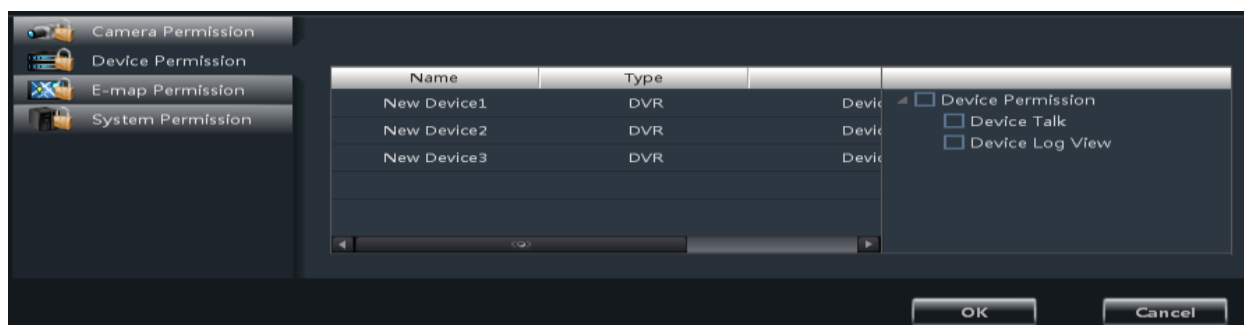 Camera Permission
Device Permission
E-map Permission
System Permission
Name Type
New Device1 DVR
New Device2 DVR
New Device3 DVR
Device Permission
Device Talk
Device Log View
OK Cancel